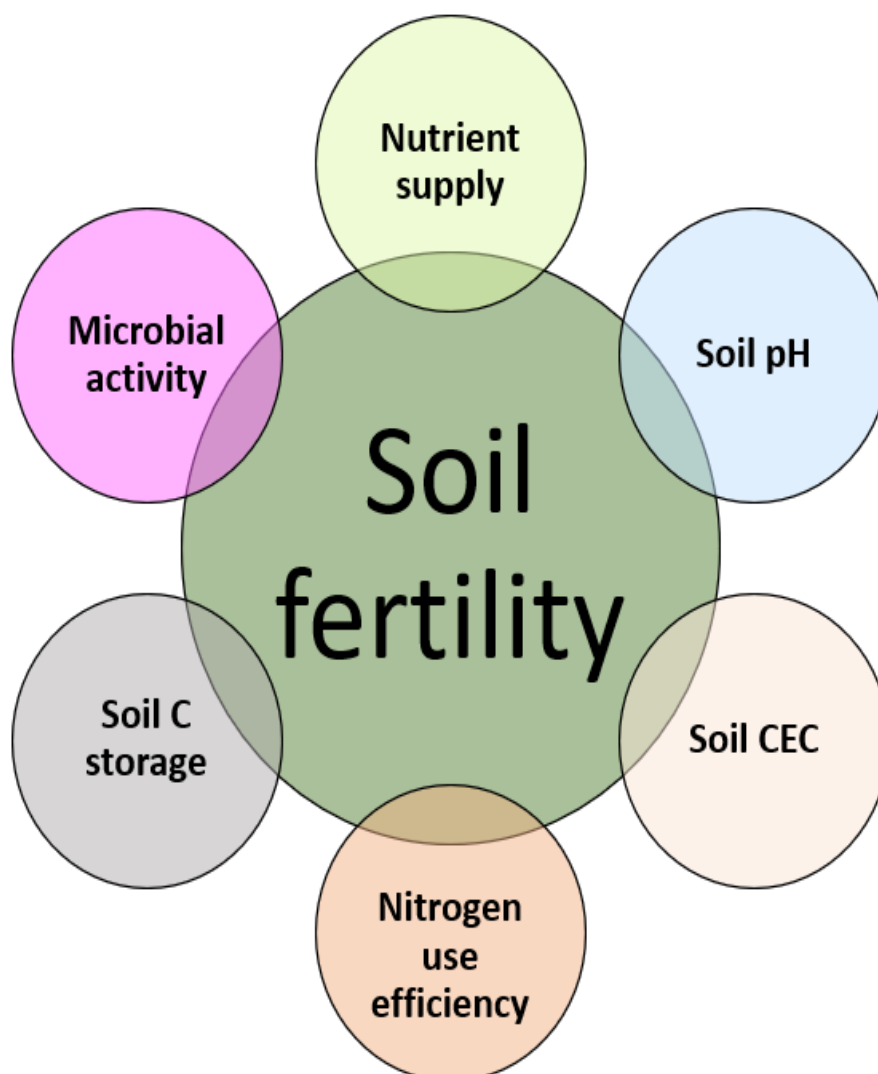 Nutrient
supply
Microbial
activity
Soil pH
Soil
fertility
Soil C
storage
Soil CEC
Nitrogen
use
efficiency